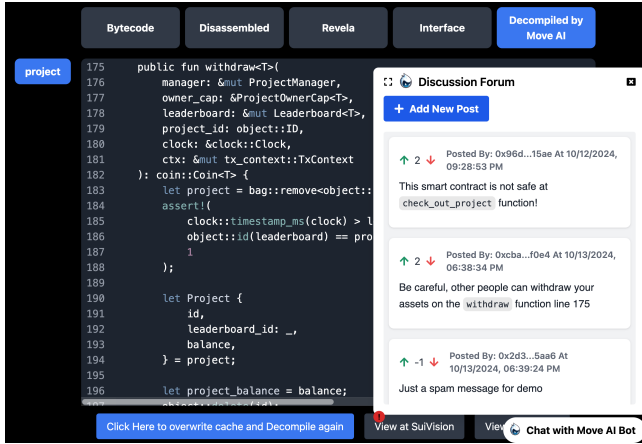 Bytecode
Disassembled
Revela
Interface
Decompiled by
Move AI
project
175 public fun withdraw<T>(
176 manager: &mut ProjectManager,
177 owner_cap: &ProjectOwnerCap<T>,
178 leaderboard: &mut Leaderboard<T>,
179 project_id: object::ID,
180 clock: &clock::Clock,
181 ctx: &mut tx_context::TxContext
182 ): coin::Coin<T> {
183 let project = bag::remove<object::
184 assert!(
185 clock::timestamp_ms(clock) > l
186 object::id(leaderboard) == pro
187 1
188 );
189
190 let Project {
191 id,
192 leaderboard_id: _,
193 balance,
194 } = project;
195
196 let project_balance = balance;
197 object::delete(id);
Discussion Forum
+ Add New Post
2
Posted By: 0x96d...15ae At 10/12/2024,
09:28:53 PM
This smart contract is not safe at
check_out_project function!
2
Posted By: 0xcba...f0e4 At 10/13/2024,
06:38:34 PM
Be careful, other people can withdraw your
assets on the withdraw function line 175
-1
Posted By: 0x2d3...5aa6 At
10/13/2024, 06:39:24 PM
Just a spam message for demo
Click Here to overwrite cache and Decompile again
1
View at SuiVision
View
Chat with Move AI Bot